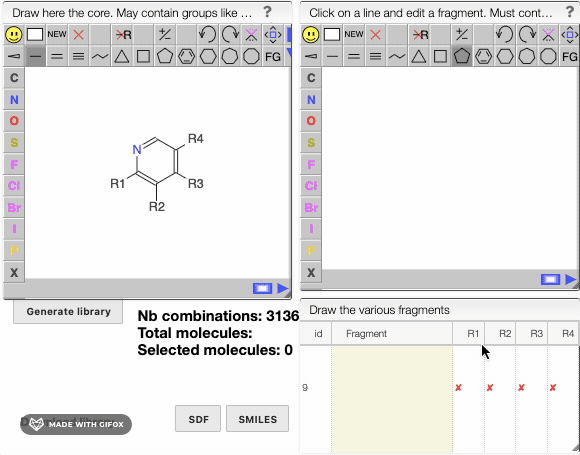 Draw here the core. May contain groups like ... ?
NEW R +/-
FG
C
N
O
S
F
Cl
Br
I
P
X
N
R4
R1
R3
R2
Click on a line and edit a fragment. Must cont... ?
NEW R +/-
FG
C
N
O
S
F
Cl
Br
I
P
X
Generate library
Nb combinations: 3136
Total molecules:
Selected molecules: 0
SDF
SMILES
MADE WITH GIFOX
Draw the various fragments
id Fragment R1 R2 R3 R4
9 ✘ ✘ ✘ ✘